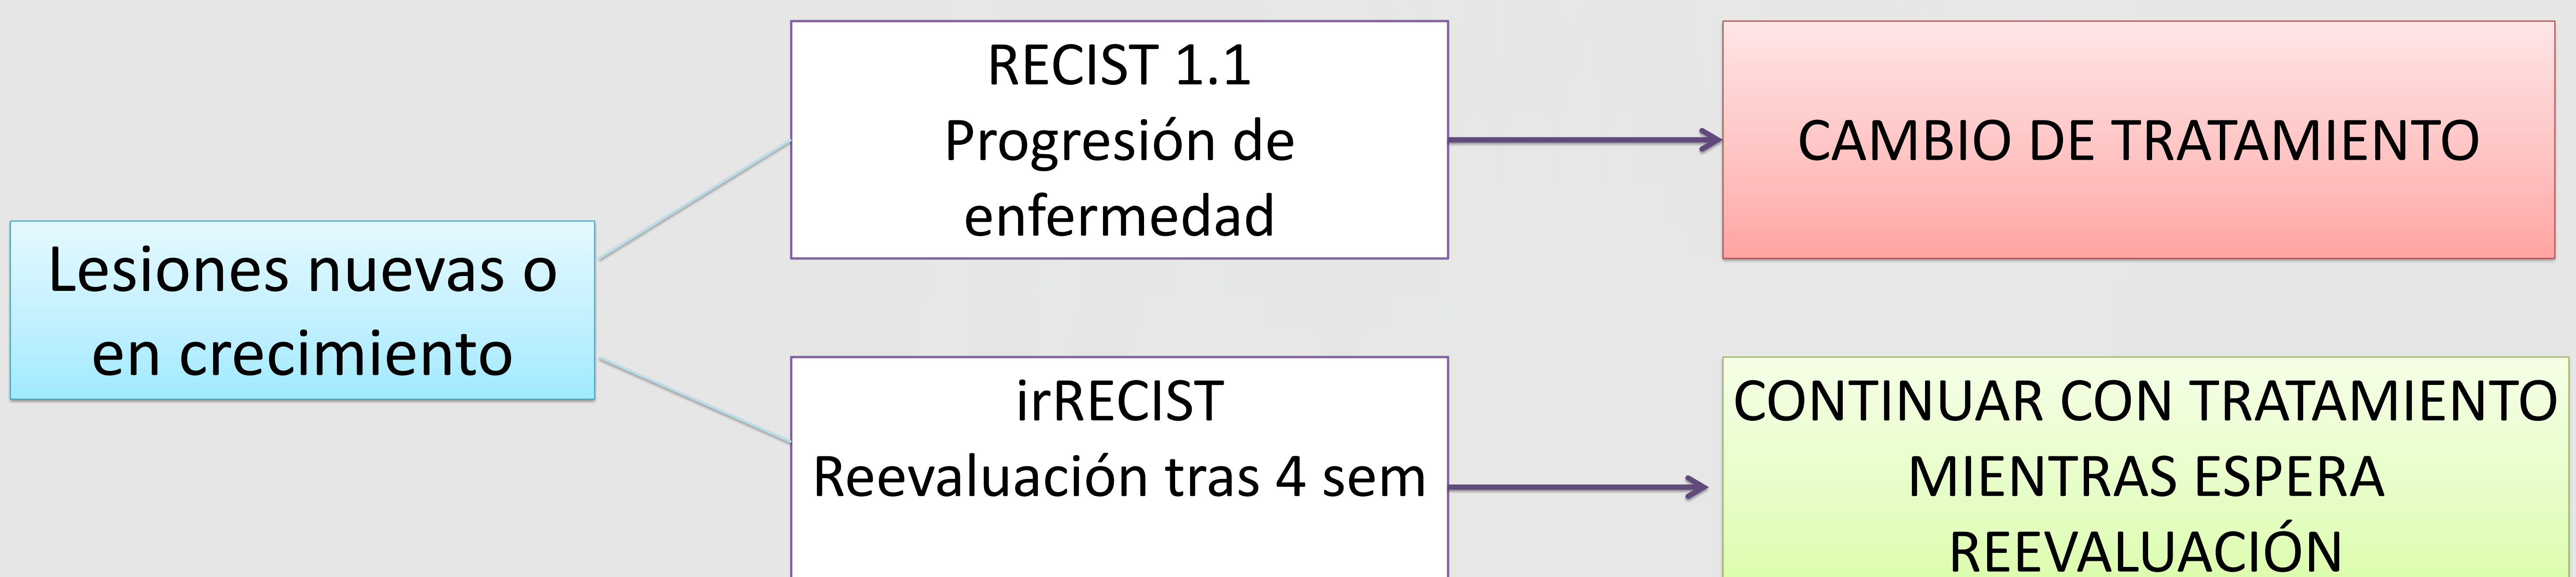 Lesiones nuevas o
en crecimiento
RECIST 1.1
Progresión de
enfermedad
CAMBIO DE TRATAMIENTO
irRECIST
Reevaluación tras 4 sem
CONTINUAR CON TRATAMIENTO
MIENTRAS ESPERA
REEVALUACIÓN